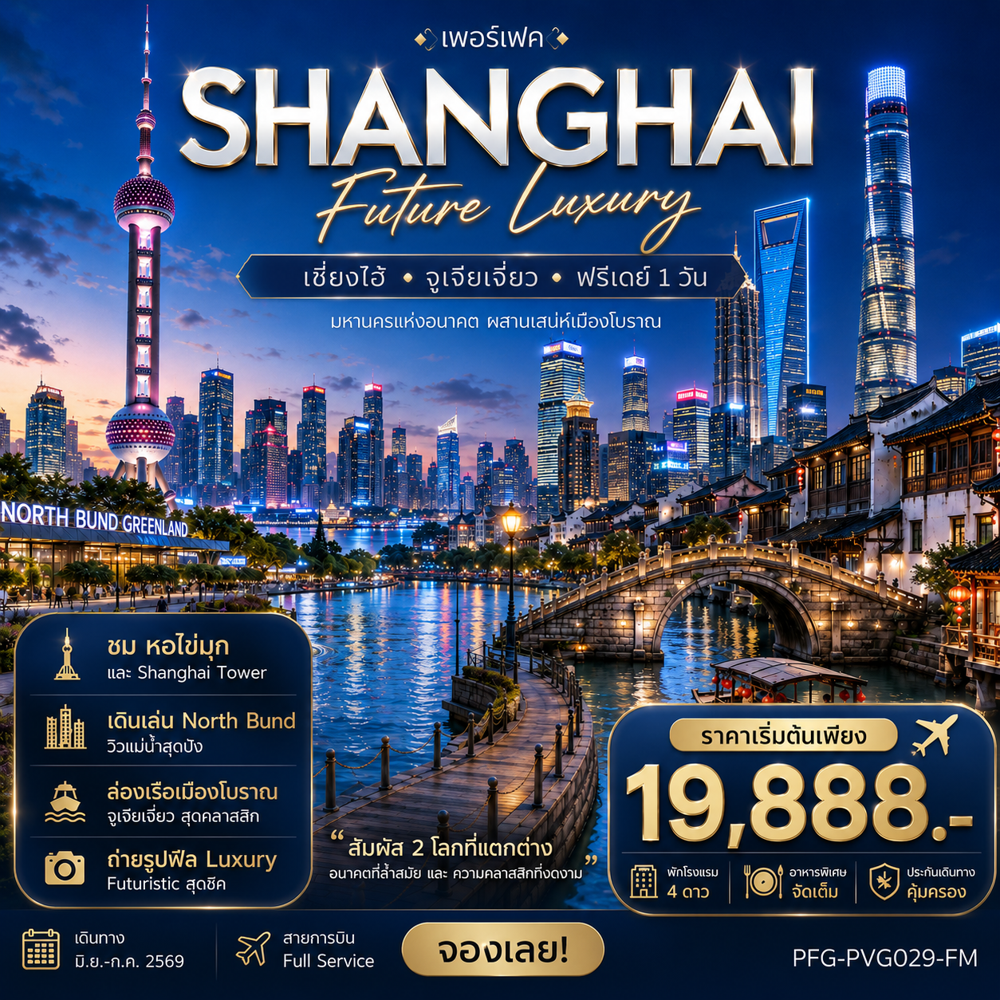 เพอร์เฟค
SHANGHAI
Future Luxury
เซี่ยงไฮ้ • จูเจียเจี่ยว • ฟรีเดย์ 1 วัน
มหานครแห่งอนาคต ผสานเสน่ห์เมืองโบราณ
NORTH BUND GREENLAND
ชม หอไข่มุก
และ Shanghai Tower
เดินเล่น North Bund
วิวแม่น้ำสุดปัง
ล่องเรือเมืองโบราณ
จูเจียเจี่ยว สุดคลาสสิก
ถ่ายรูปฟีล Luxury
Futuristic สุดชีค
“สัมผัส 2 โลกที่แตกต่าง
อนาคตที่ล้ำสมัย และ ความคลาสสิกที่งดงาม”
ราคาเริ่มต้นเพียง
19,888.-
พักโรงแรม
4 ดาว
อาหารพิเศษ
จัดเต็ม
ประกันเดินทาง
คุ้มครอง
เดินทาง
มิ.ย.-ก.ค. 2569
สายการบิน
Full Service
จองเลย!
PFG-PVG029-FM